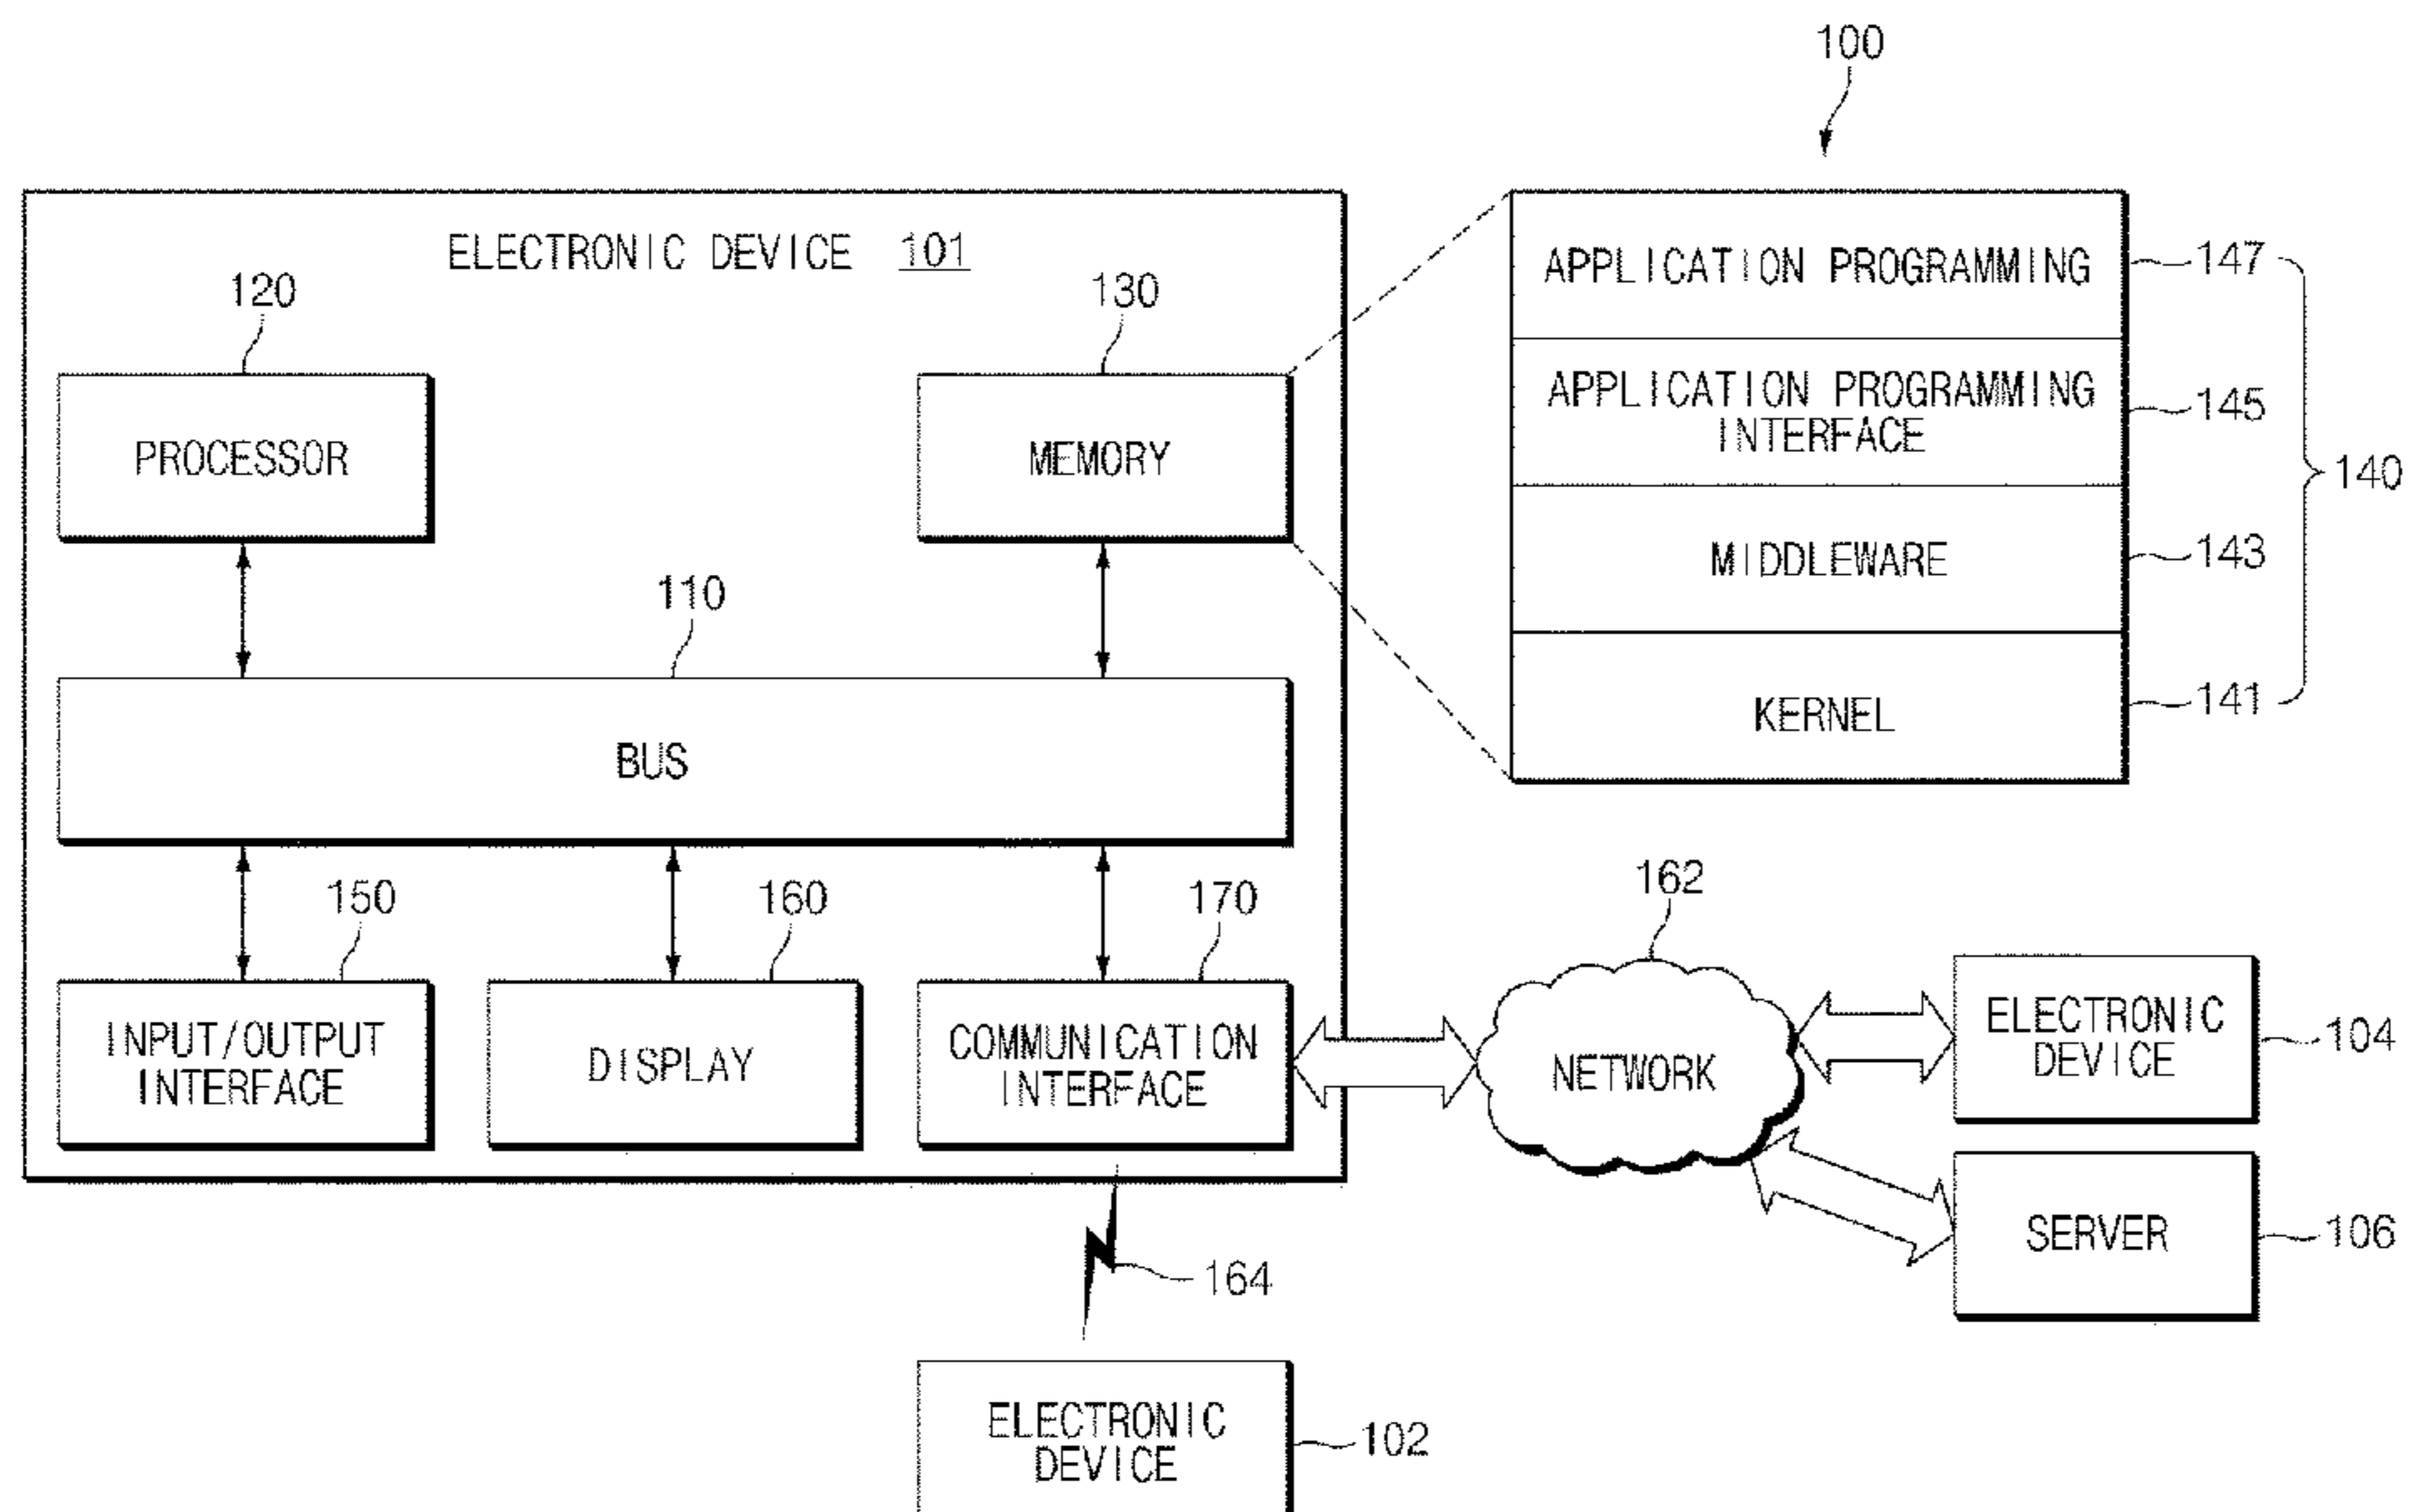 100
ELECTRONIC DEVICE 101
120
130
PROCESSOR
MEMORY
APPLICATION PROGRAMMING
147
APPLICATION PROGRAMMING
INTERFACE
145
MIDDLEWARE
143
KERNEL
141
140
110
BUS
150
160
170
INPUT/OUTPUT
INTERFACE
DISPLAY
COMMUNICATION
INTERFACE
162
NETWORK
ELECTRONIC
DEVICE
104
SERVER
106
164
ELECTRONIC
DEVICE
102